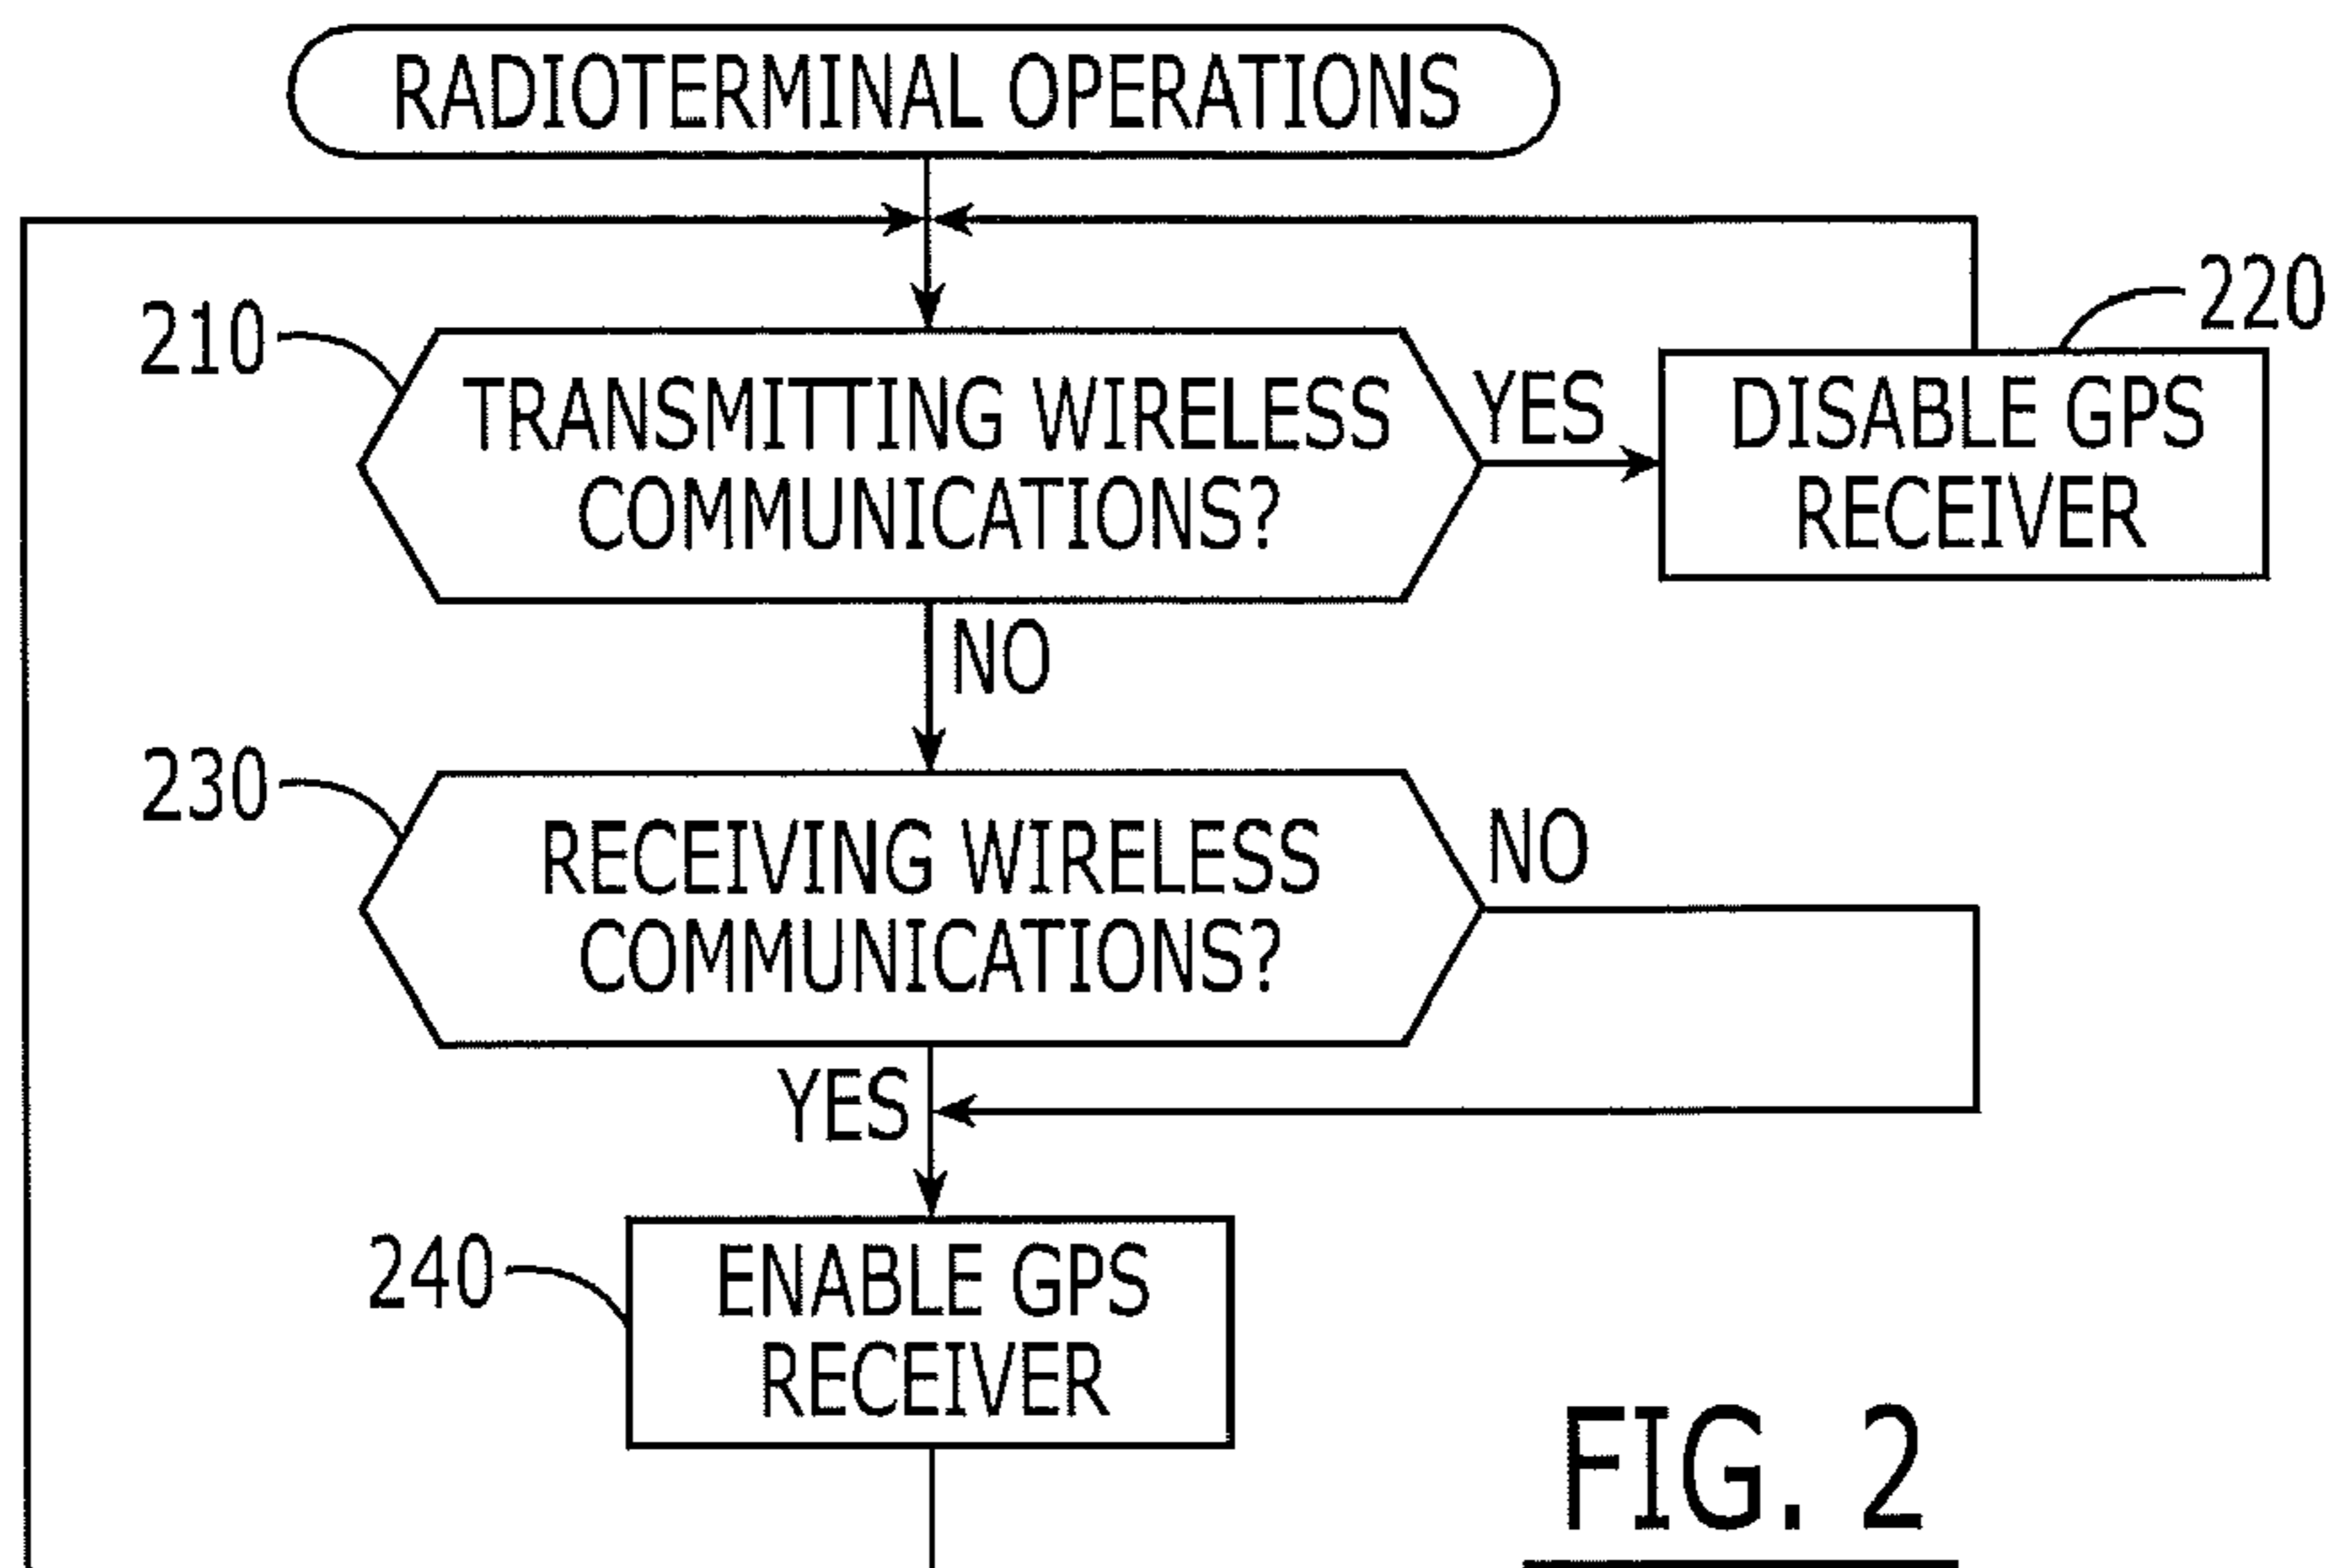 RADIOTERMINAL OPERATIONS
210
TRANSMITTING WIRELESS
COMMUNICATIONS?
YES
220
DISABLE GPS
RECEIVER
NO
230
RECEIVING WIRELESS
COMMUNICATIONS?
NO
YES
240
ENABLE GPS
RECEIVER
FIG. 2